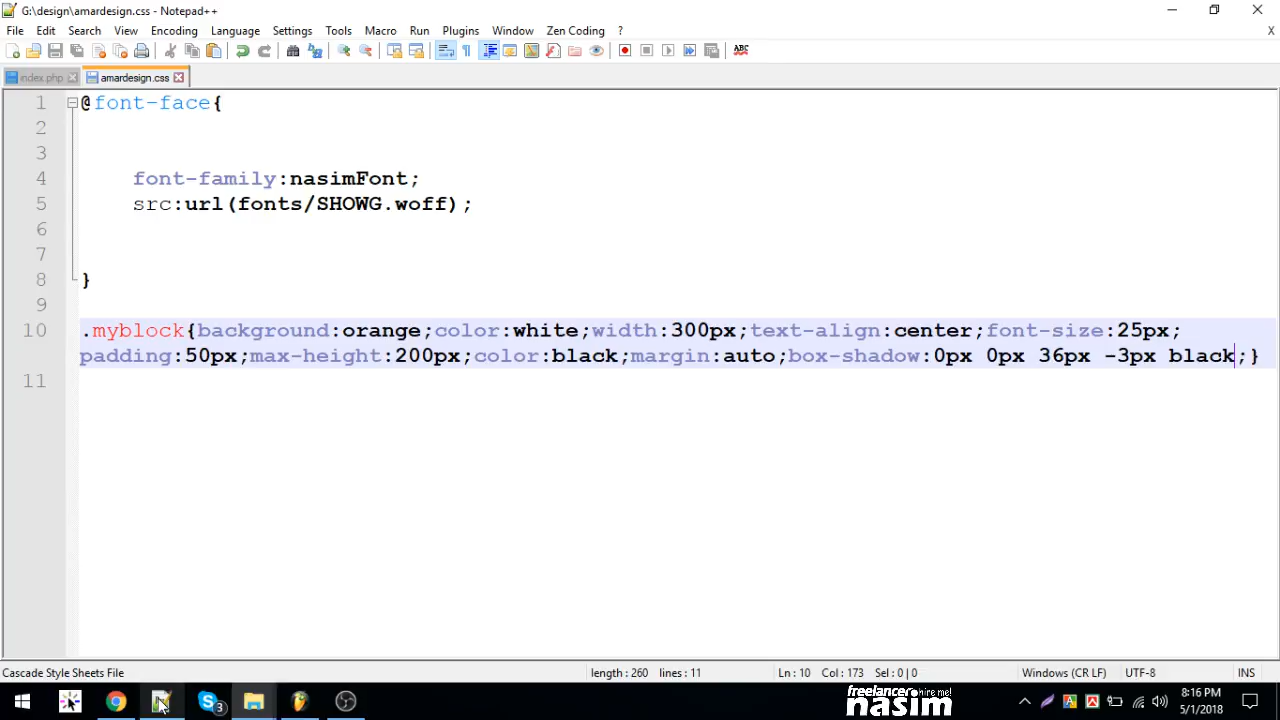 G:\design\amardesign.css - Notepad++
File Edit Search View Encoding Language Settings Tools Macro Run Plugins Window Zen Coding ? X
ABC
index.php amardesign.css
1 @font-face{
2
3
4 font-family:nasimFont;
5 src:url(fonts/SHOWG.woff);
6
7
8 }
9
10 .myblock{background:orange;color:white;width:300px;text-align:center;font-size:25px;
padding:50px;max-height:200px;color:black;margin:auto;box-shadow:0px 0px 36px -3px black;}
11
Cascade Style Sheets File length : 260 lines : 11 Ln : 10 Col : 173 Sel : 0 | 0 Windows (CR LF) UTF-8 INS
3
freelancer hire me!
nasim
8:16 PM
5/1/2018